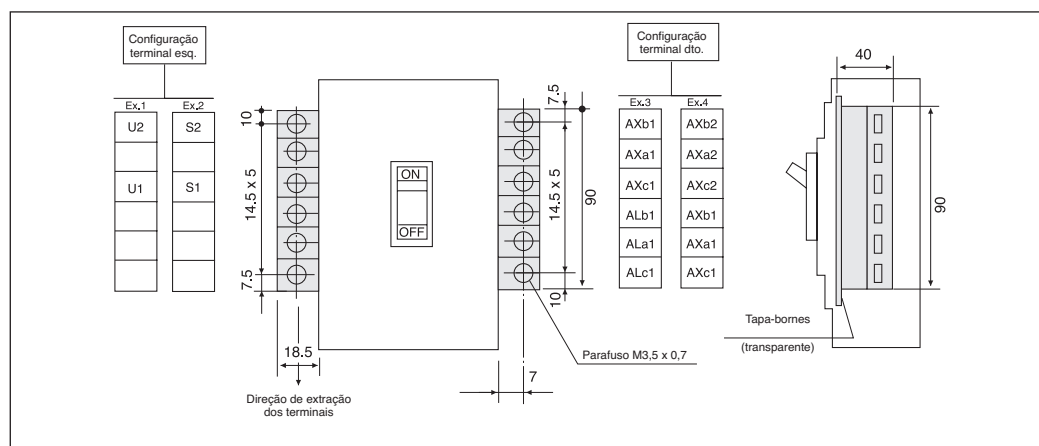 Configuração
terminal esq.
Ex.1
Ex.2
U2
S2
U1
S1
10
14.5 x 5
7.5
18.5
Direção de extração
dos terminais
ON
OFF
Configuração
terminal dto.
7.5
14.5 x 5
90
10
7
Parafuso M3,5 x 0,7
Ex.3
Ex.4
AXb1
AXb2
AXa1
AXa2
AXc1
AXc2
ALb1
AXb1
ALa1
AXa1
ALc1
AXc1
40
90
Tapa-bornes
(transparente)